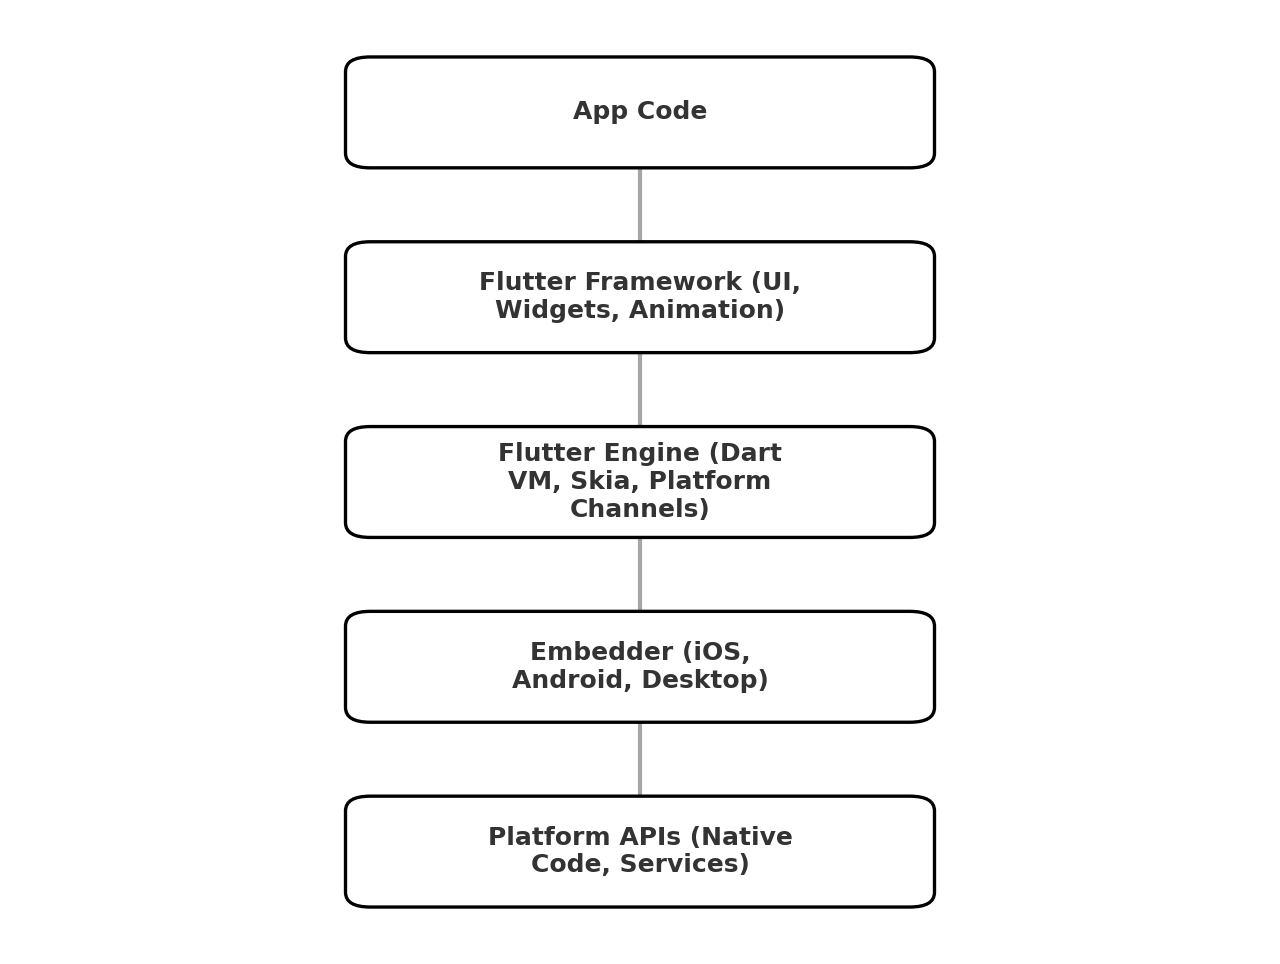 App Code
Flutter Framework (UI,
Widgets, Animation)
Flutter Engine (Dart
VM, Skia, Platform
Channels)
Embedder (iOS,
Android, Desktop)
Platform APIs (Native
Code, Services)